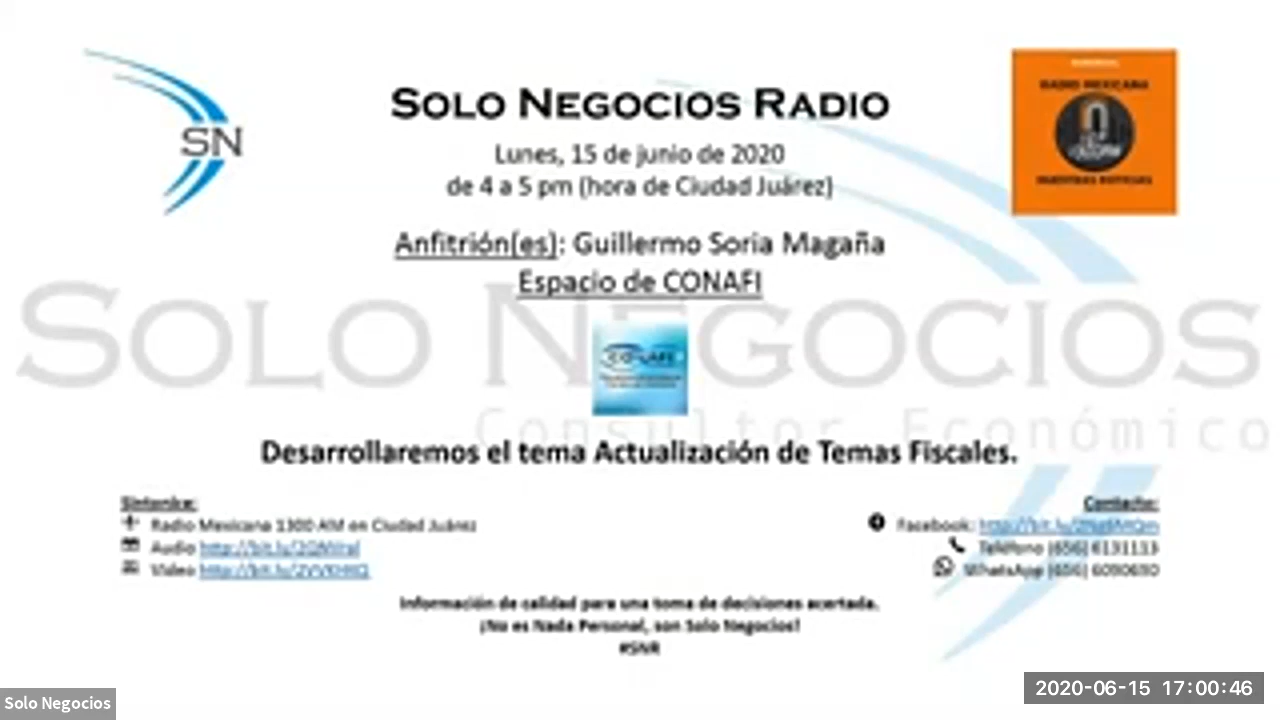 SN
SOLO NEGOCIOS RADIO
Lunes, 15 de junio de 2020
de 4 a 5 pm (hora de Ciudad Juárez)
RADIO MEXICANA
Anfitrión(es): Guillermo Soria Magaña
Espacio de CONAFI
SOLO NEGOCIOS
Consultor Económico
Desarrollaremos el tema Actualización de Temas Fiscales.
Sintonice:
Radio Mexicana 1300 AM en Ciudad Juárez
Audio
Video
Contacto:
Facebook:
Teléfono (656) 6131113
WhatsApp (656)
Información de calidad para una toma de decisiones acertada.
¡No es Nada Personal, son Solo Negocios!
#SNR
Solo Negocios
2020-06-15 17:00:46